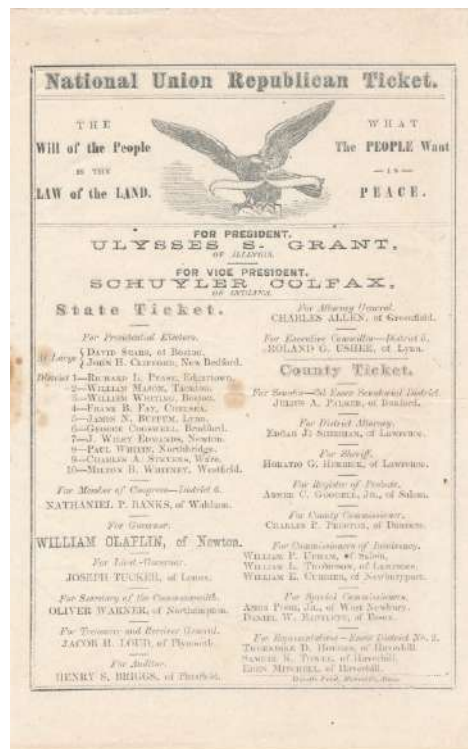 National Union Republican Ticket.
THE
Will of the People
IS THE
LAW of the LAND.
WHAT
The PEOPLE Want
— IS —
PEACE.
FOR PRESIDENT,
ULYSSES S. GRANT,
OF ILLINOIS.
FOR VICE PRESIDENT,
SCHUYLER COLFAX,
OF INDIANA.
State Ticket.
For Presidential Electors.
At Large { DAVID SEARS, of Boston.
JOHN H. CLIFFORD, New Bedford.
District 1—RICHARD L. PEASE, Edgartown.
2—WILLIAM MASON, Taunton.
3—WILLIAM WHITING, Boston.
4—FRANK B. FAY, Chelsea.
5—JAMES N. BUFFUM, Lynn.
6—GEORGE COGSWELL, Bradford.
7—J. WILEY EDMANDS, Newton.
8—PAUL WHITIN, Northbridge.
9—CHARLES A. STEVENS, Ware.
10—MILTON B. WHITNEY, Westfield.
For Member of Congress—District 6.
NATHANIEL P. BANKS, of Waltham.
For Governor.
WILLIAM CLAFLIN, of Newton.
For Lieut.-Governor.
JOSEPH TUCKER, of Lenox.
For Secretary of the Commonwealth.
OLIVER WARNER, of Northampton.
For Treasurer and Receiver General.
JACOB H. LOUD, of Plymouth.
For Auditor.
HENRY S. BRIGGS, of Pittsfield.
For Attorney General.
CHARLES ALLEN, of Greenfield.
For Executive Councillor—District 5.
ROLAND G. USHER, of Lynn.
County Ticket.
For Senator— Essex Senatorial District.
JULIUS A. PALMER, of Boxford.
For District Attorney.
EDGAR J. SHERMAN, of Lawrence.
For Sheriff.
HORATIO G. HERRICK, of Lawrence.
For Register of Probate.
ABNER C. GOODELL, JR., of Salem.
For County Commissioner.
CHARLES P. PRESTON, of Danvers.
For Commissioners of Insolvency.
WILLIAM P. UPHAM, of Salem.
WILLIAM L. THOMPSON, of Lawrence.
WILLIAM E. CURRIER, of Newburyport.
For Special Commissioners.
AMOS POOR, JR., of West Newbury.
DANIEL W. BARTLETT, of Essex.
For Representatives—Essex District No. 2.
of Haverhill.
SAMUEL of Haverhill.
EBEN MITCHELL, of Haverhill.